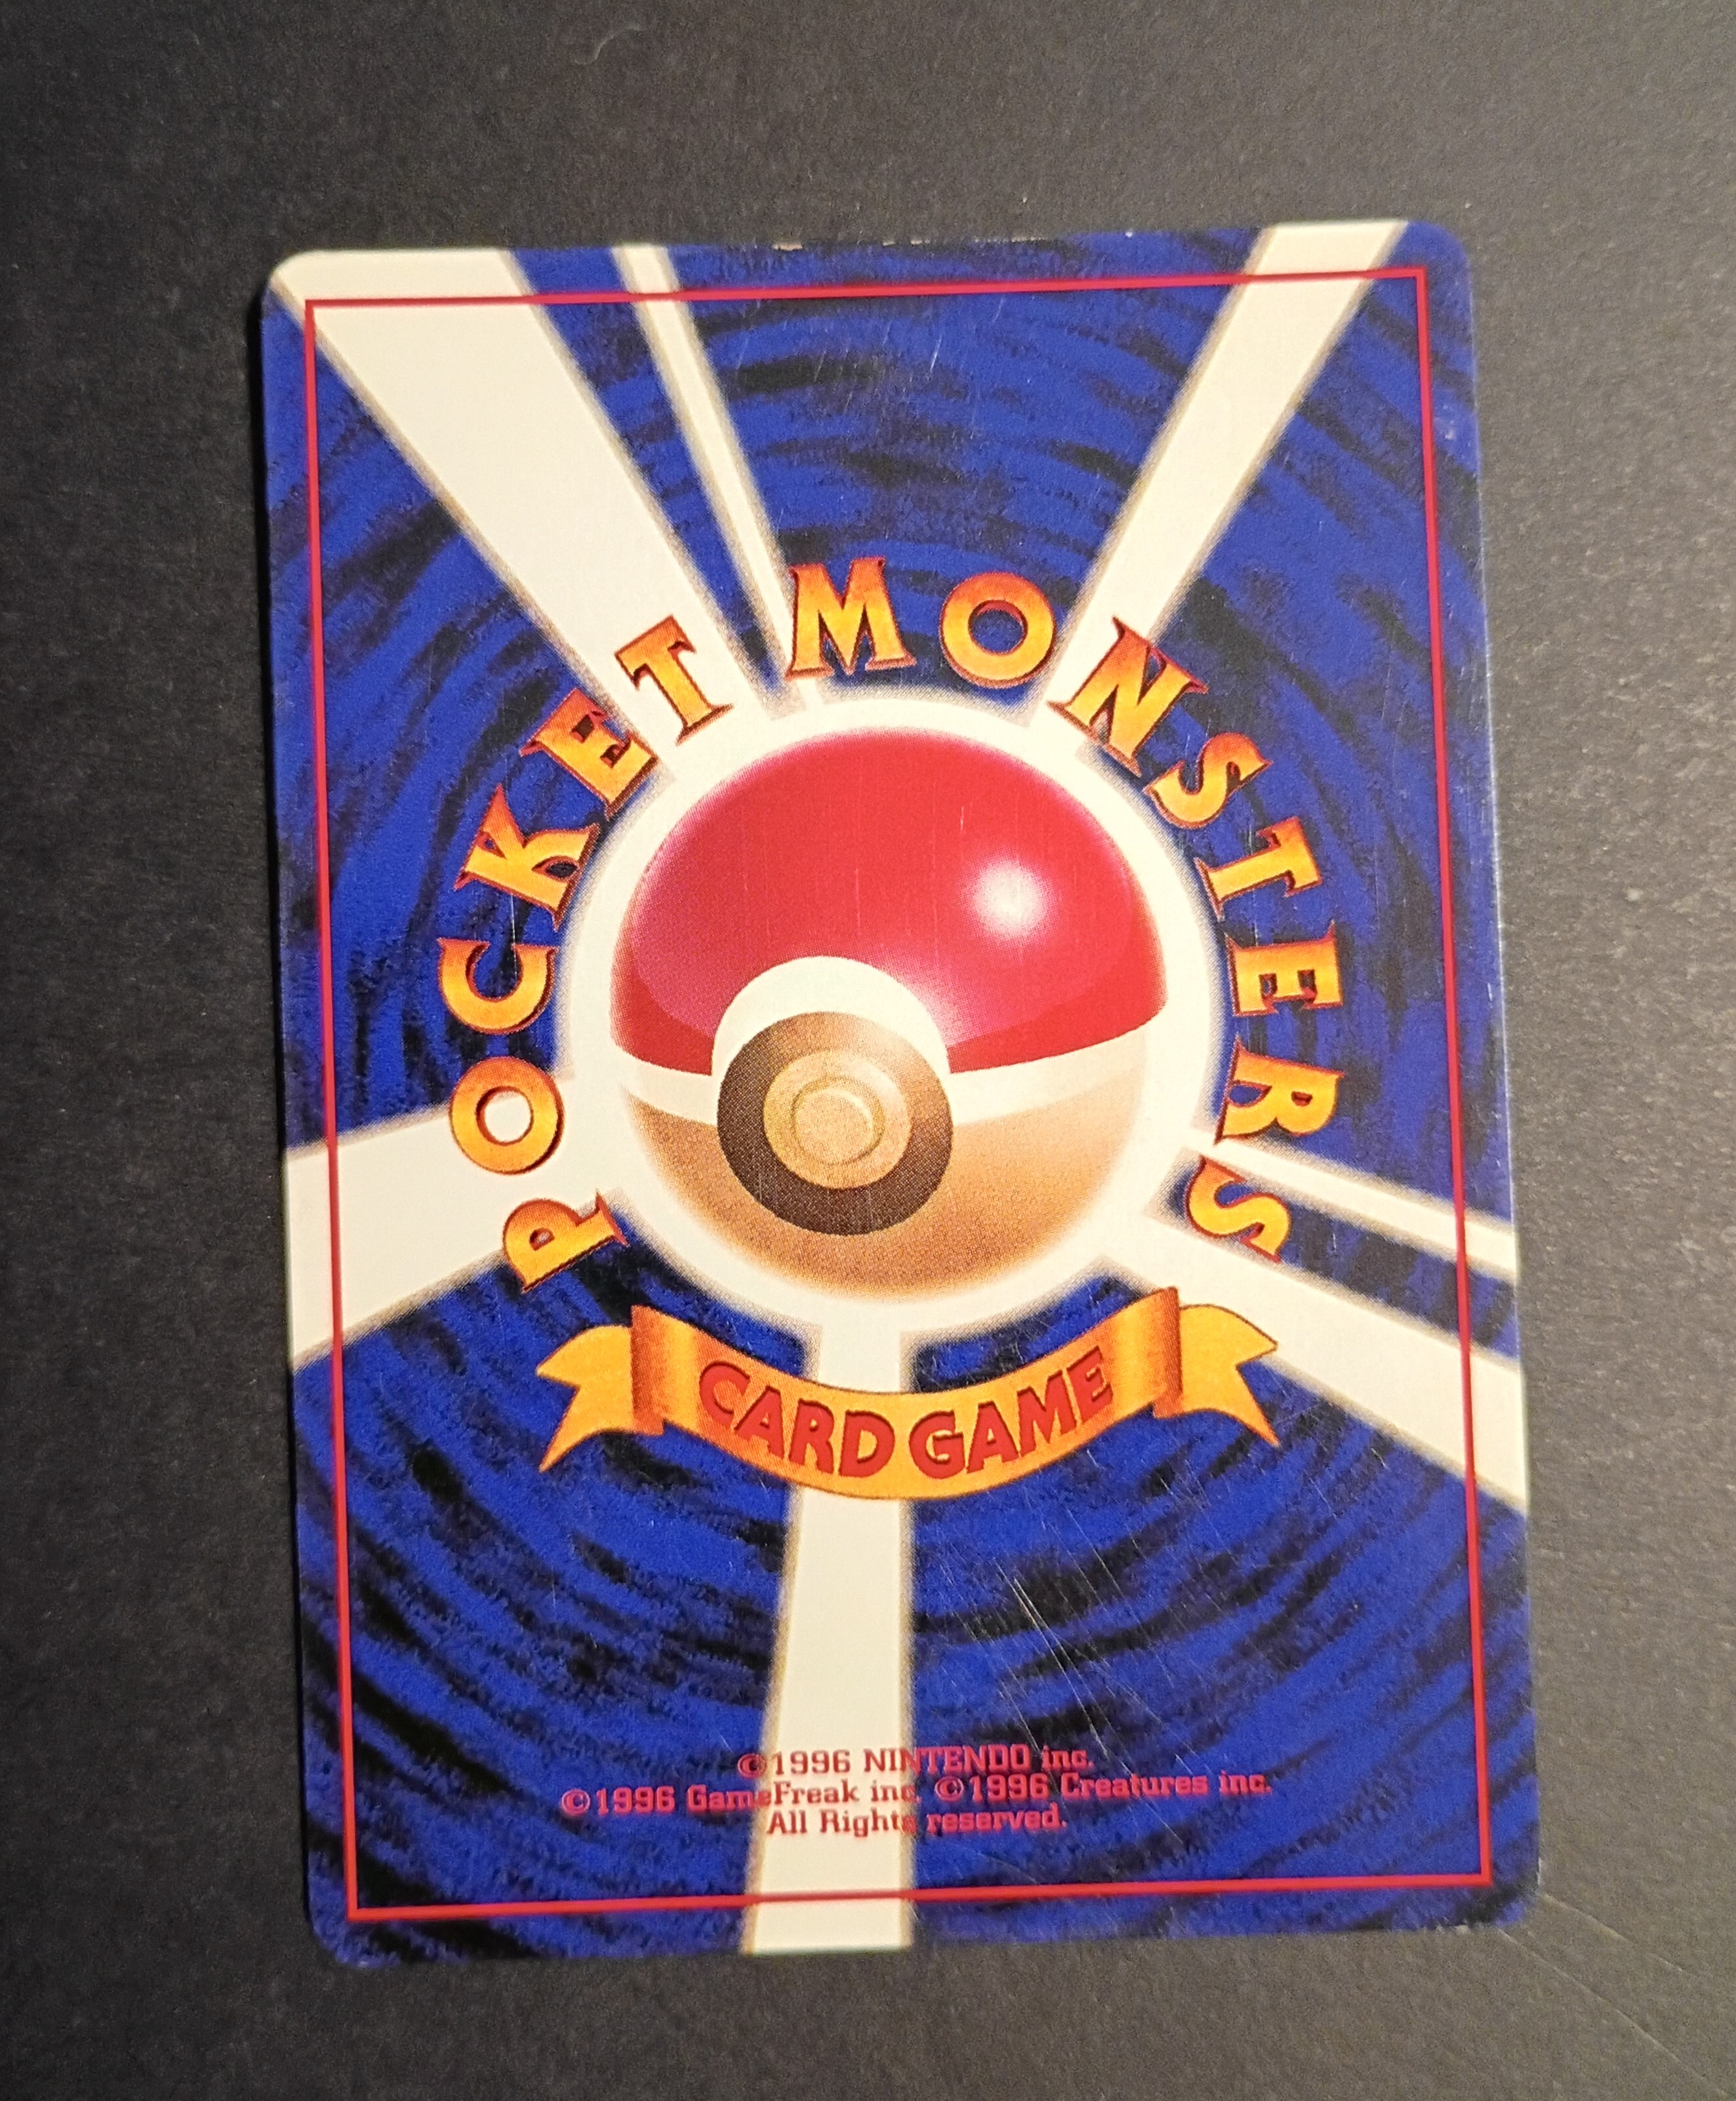 POCKET MONSTERS
CARD GAME
©1996 NINTENDO inc.
©1996 GameFreak inc. ©1996 Creatures inc.
All Rights reserved.